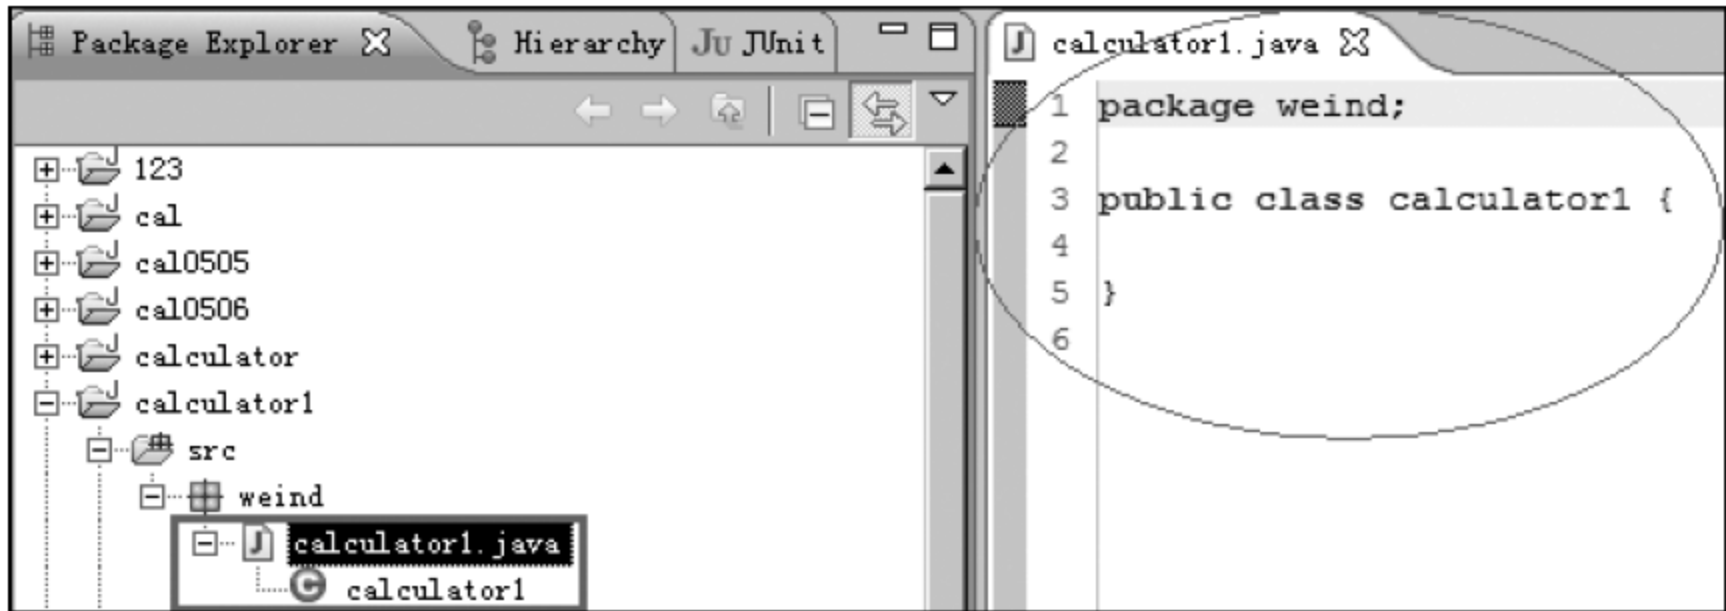 Package Explorer
Hierarchy
Ju JUnit
123
cal
cal0505
cal0506
calculator
calculator1
src
weind
calculator1.java
calculator1
calculator1.java
1 package weind;
2
3 public class calculator1 {
4
5 }
6